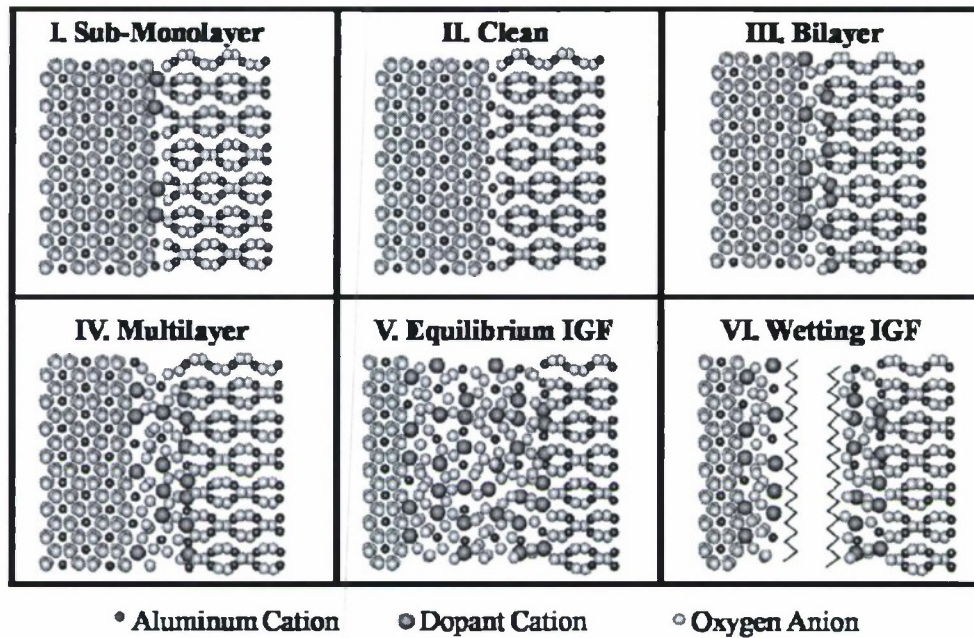 I. Sub-Monolayer
II. Clean
III. Bilayer
IV. Multilayer
V. Equilibrium IGF
VI. Wetting IGF
Aluminum Cation
Dopant Cation
Oxygen Anion